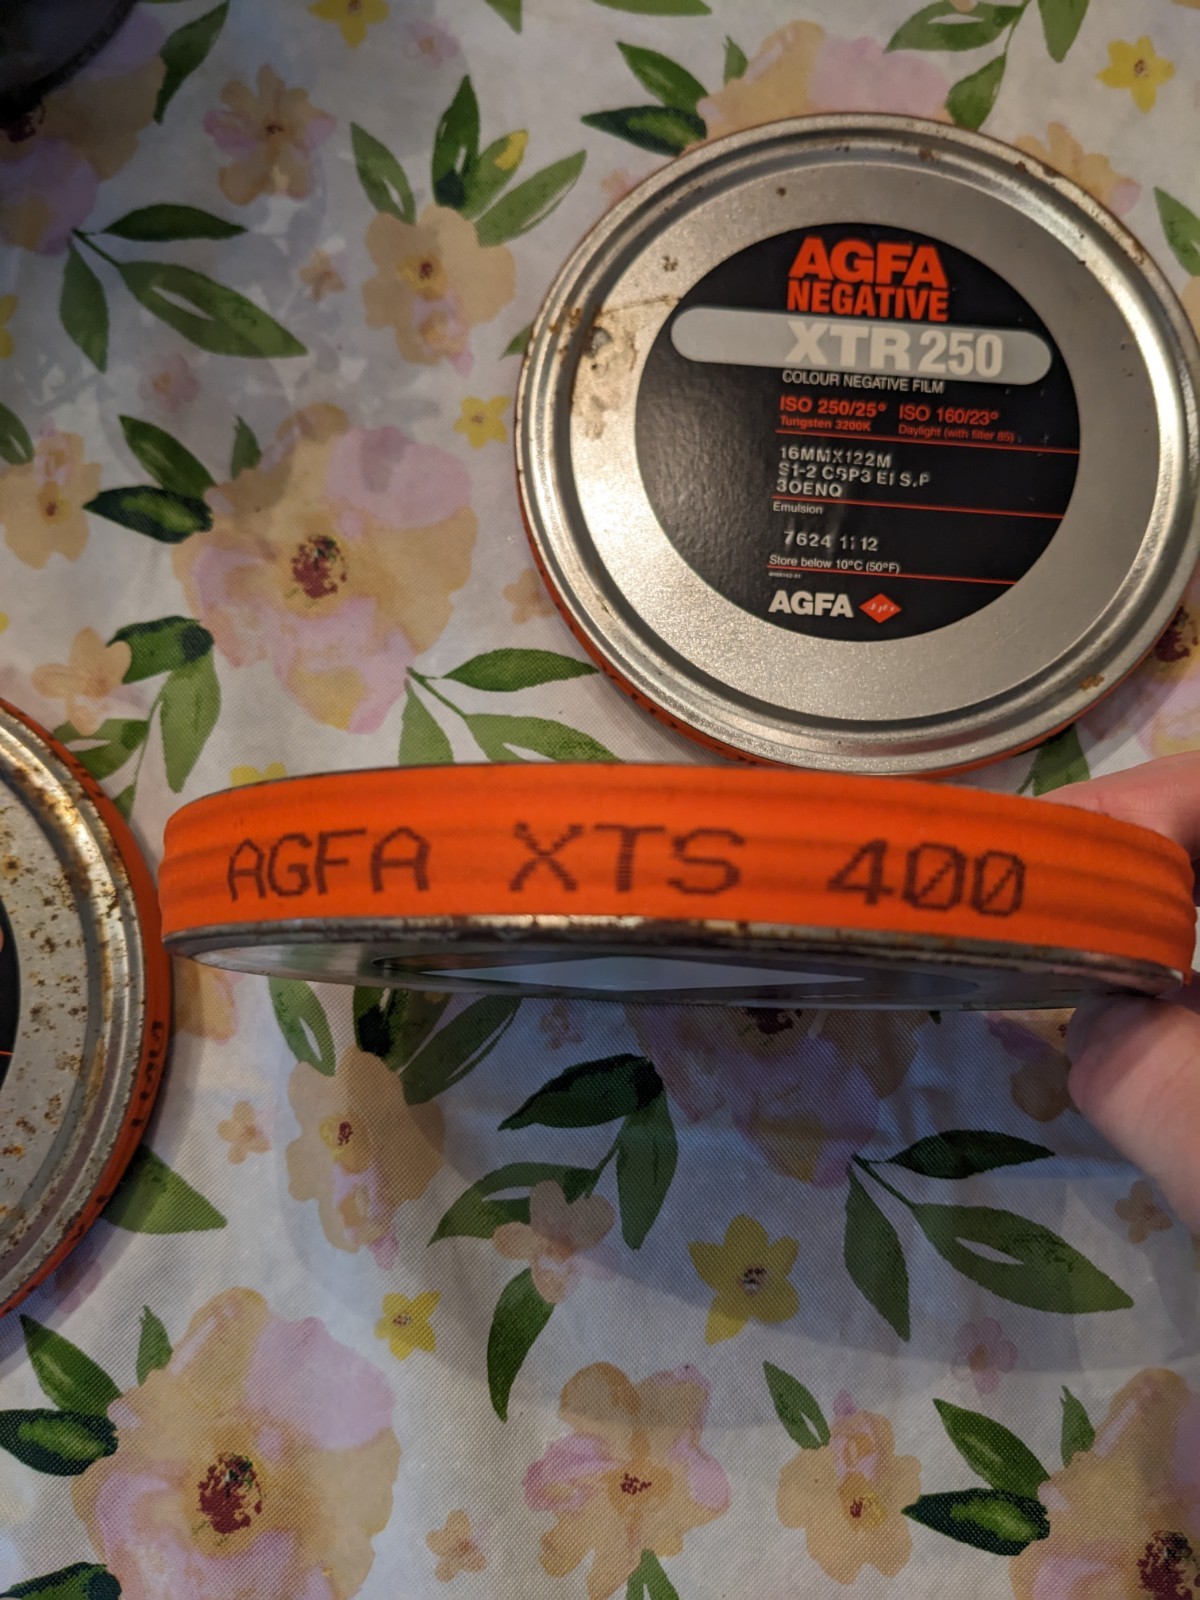 AGFA
NEGATIVE
XTR 250
COLOUR NEGATIVE FILM
ISO 250/25° ISO 160/23°
Tungsten 3200K Daylight (with filter 85)
16MMX122M
S1-2 CSP3 EI S.P
30ENQ
Emulsion
7624 11 12
Store below 10°C (50°F)
AGFA
AGFA XTS 400